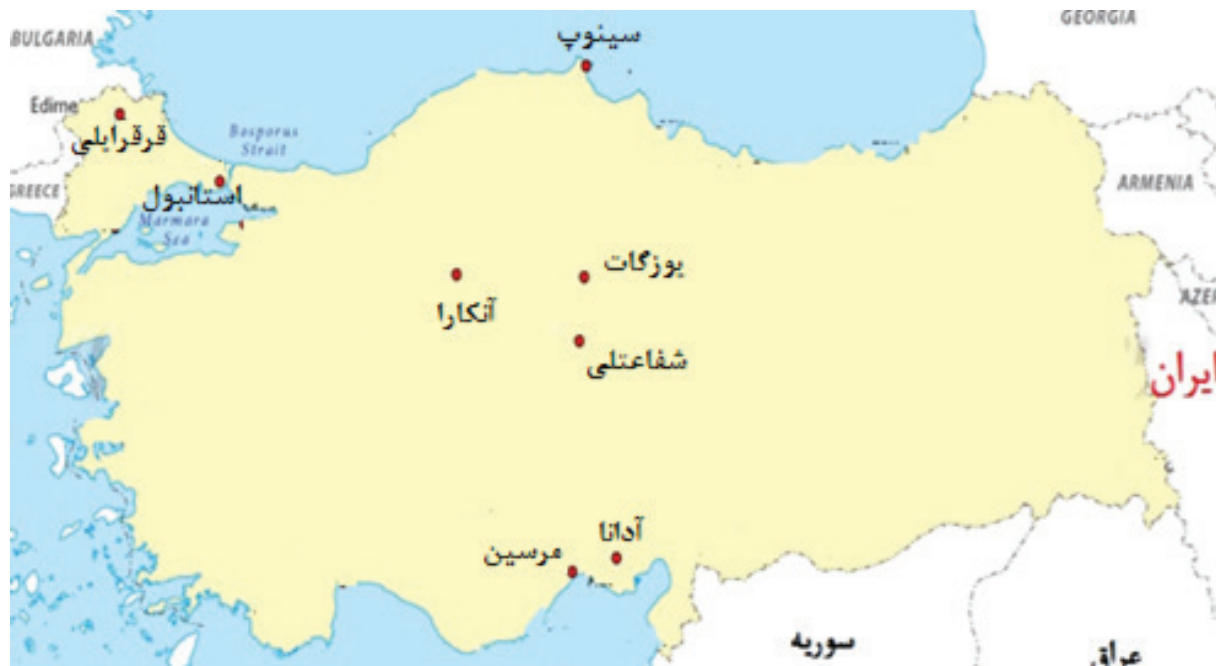 GEORGIA
BULGARIA
سینوپ
Edirne
قرقرایلی
Bosporus
Strait
GREECE
استانبول
ARMENIA
Marmara
Sea
یوزگات
آنکارا
شفاعتلی
ایران
آدانا
مرسین
سوریه
عراق